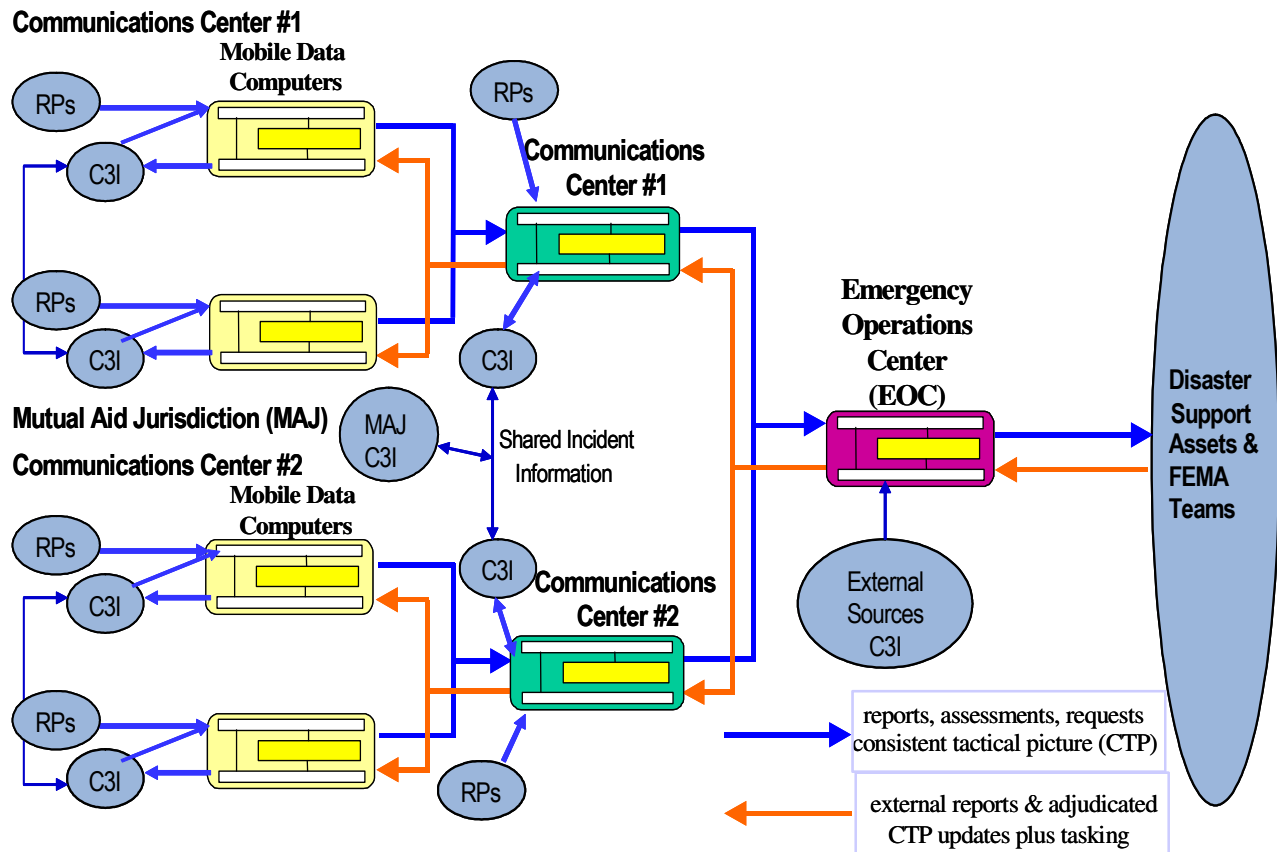 Communications Center #1
Mobile Data
Computers
RPs
C3I
RPs
C3I
RPs
Communications
Center #1
C3I
Mutual Aid Jurisdiction (MAJ)
MAJ
C3I
Shared Incident
Information
Communications Center #2
Mobile Data
Computers
RPs
C3I
RPs
C3I
C3I
Communications
Center #2
RPs
Emergency
Operations
Center
(EOC)
External
Sources
C3I
Disaster
Support
Assets &
FEMA
Teams
reports, assessments, requests
consistent tactical picture (CTP)
external reports & adjudicated
CTP updates plus tasking